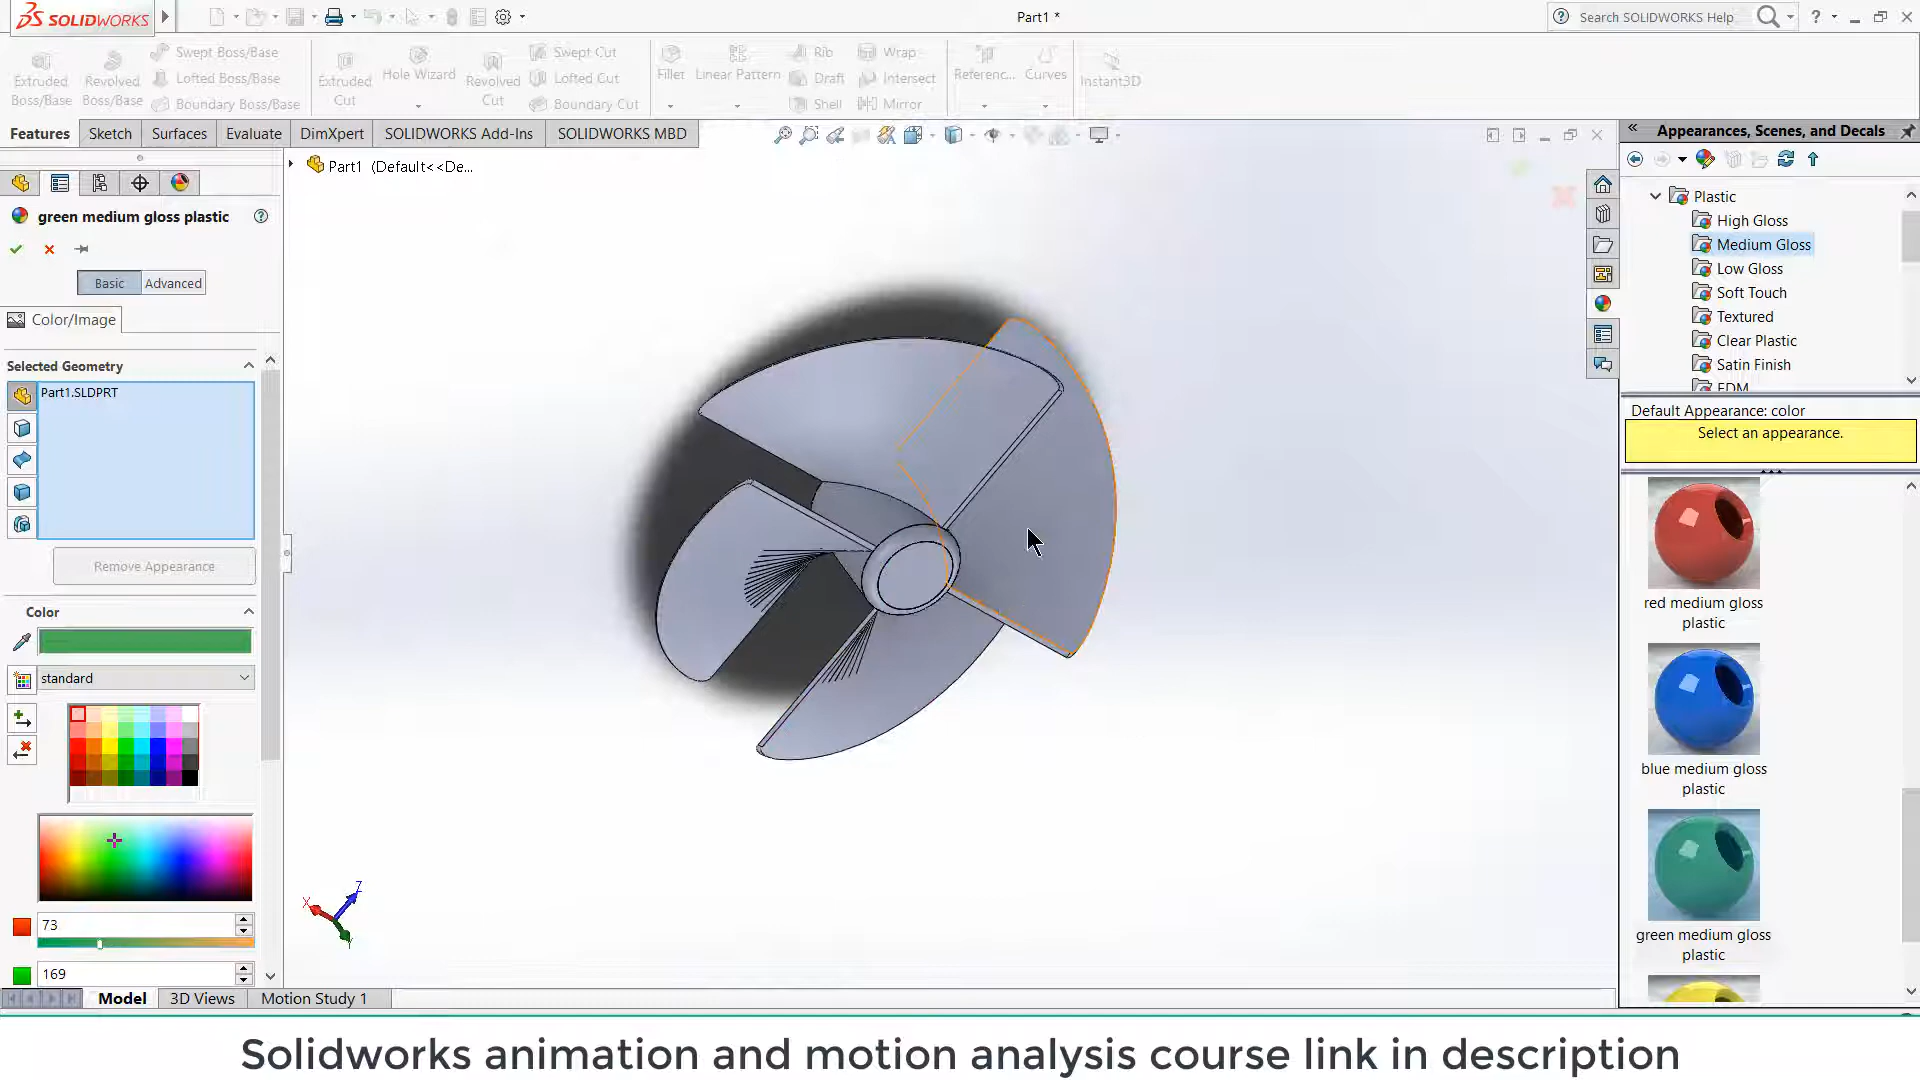 SOLIDWORKS
Part1 *
Search SOLIDWORKS Help
Extruded Boss/Base
Revolved Boss/Base
Swept Boss/Base
Lofted Boss/Base
Boundary Boss/Base
Extruded Cut
Hole Wizard
Revolved Cut
Swept Cut
Lofted Cut
Boundary Cut
Fillet
Linear Pattern
Rib
Draft
Shell
Wrap
Intersect
Mirror
Referenc...
Curves
Instant3D
Features
Sketch
Surfaces
Evaluate
DimXpert
SOLIDWORKS Add-Ins
SOLIDWORKS MBD
Part1 (Default<<De...
green medium gloss plastic
Basic
Advanced
Color/Image
Selected Geometry
Part1.SLDPRT
Remove Appearance
Color
standard
73
169
X
Z
Y
Model
3D Views
Motion Study 1
Appearances, Scenes, and Decals
Plastic
High Gloss
Medium Gloss
Low Gloss
Soft Touch
Textured
Clear Plastic
Satin Finish
EDM
Default Appearance: color
Select an appearance.
red medium gloss
plastic
blue medium gloss
plastic
green medium gloss
plastic
Solidworks animation and motion analysis course link in description